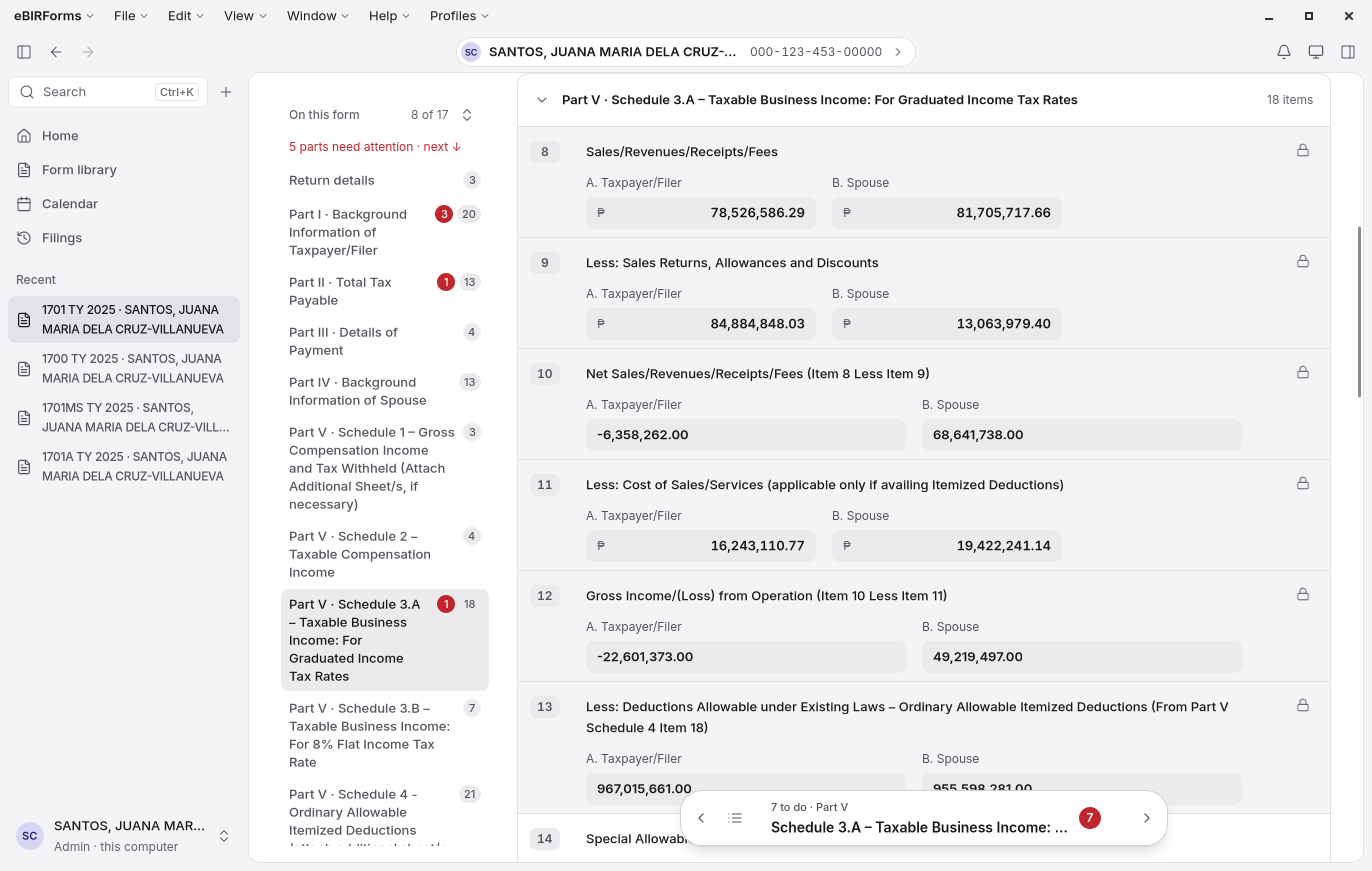 eBIRForms
File
Edit
View
Window
Help
Profiles
SC
SANTOS, JUANA MARIA DELA CRUZ-...
000-123-453-00000
Search
Ctrl+K
Home
Form library
Calendar
Filings
Recent
1701 TY 2025 · SANTOS, JUANA
MARIA DELA CRUZ-VILLANUEVA
1700 TY 2025 · SANTOS, JUANA
MARIA DELA CRUZ-VILLANUEVA
1701MS TY 2025 · SANTOS,
JUANA MARIA DELA CRUZ-VILL...
1701A TY 2025 · SANTOS, JUANA
MARIA DELA CRUZ-VILLANUEVA
SC
SANTOS, JUANA MAR...
Admin · this computer
On this form
8 of 17
5 parts need attention · next ↓
Return details
3
Part I · Background
Information of
Taxpayer/Filer
3
20
Part II · Total Tax
Payable
1
13
Part III · Details of
Payment
4
Part IV · Background
Information of Spouse
13
Part V · Schedule 1 – Gross
Compensation Income
and Tax Withheld (Attach
Additional Sheet/s, if
necessary)
3
Part V · Schedule 2 –
Taxable Compensation
Income
4
Part V · Schedule 3.A
– Taxable Business
Income: For
Graduated Income
Tax Rates
1
18
Part V · Schedule 3.B –
Taxable Business Income:
For 8% Flat Income Tax
Rate
7
Part V · Schedule 4 -
Ordinary Allowable
Itemized Deductions
21
Part V · Schedule 3.A – Taxable Business Income: For Graduated Income Tax Rates
18 items
8
Sales/Revenues/Receipts/Fees
A. Taxpayer/Filer
B. Spouse
₱ 78,526,586.29
₱ 81,705,717.66
9
Less: Sales Returns, Allowances and Discounts
A. Taxpayer/Filer
B. Spouse
₱ 84,884,848.03
₱ 13,063,979.40
10
Net Sales/Revenues/Receipts/Fees (Item 8 Less Item 9)
A. Taxpayer/Filer
B. Spouse
-6,358,262.00
68,641,738.00
11
Less: Cost of Sales/Services (applicable only if availing Itemized Deductions)
A. Taxpayer/Filer
B. Spouse
₱ 16,243,110.77
₱ 19,422,241.14
12
Gross Income/(Loss) from Operation (Item 10 Less Item 11)
A. Taxpayer/Filer
B. Spouse
-22,601,373.00
49,219,497.00
13
Less: Deductions Allowable under Existing Laws – Ordinary Allowable Itemized Deductions (From Part V
Schedule 4 Item 18)
A. Taxpayer/Filer
B. Spouse
967,015,661.00
955,598,281.00
14
Special
7 to do · Part V
Schedule 3.A – Taxable Business Income: ...
7